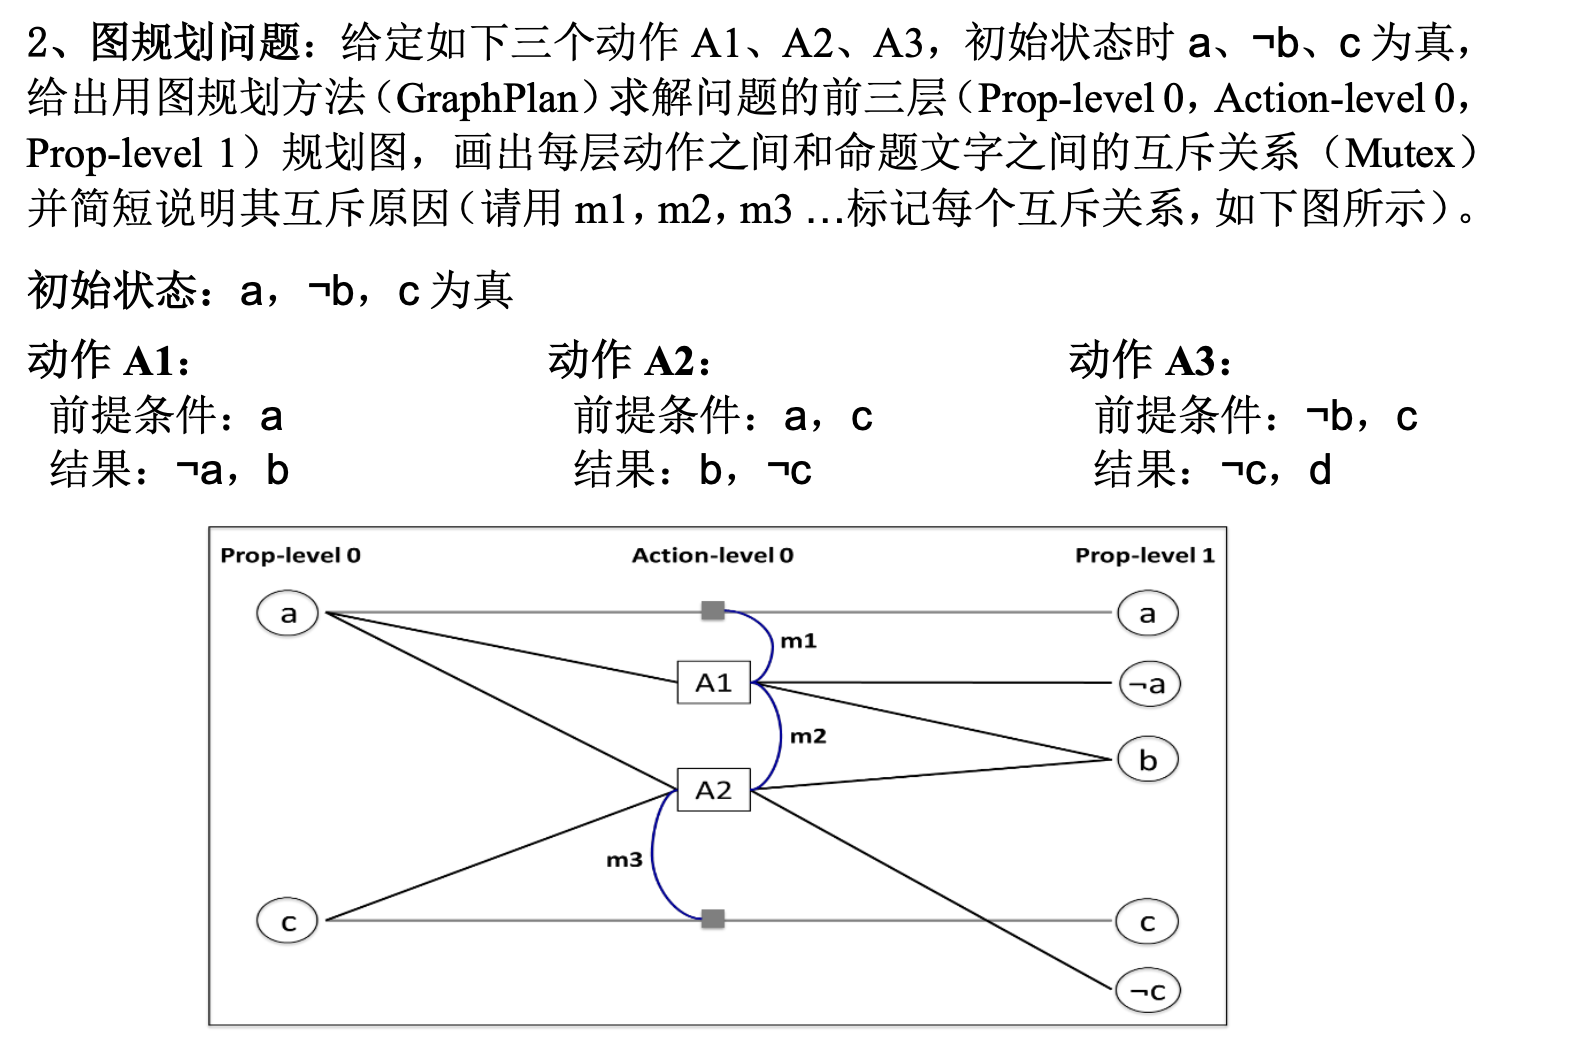 2、图规划问题：给定如下三个动作 A1、A2、A3，初始状态时 a、¬b、c 为真，
给出用图规划方法（GraphPlan）求解问题的前三层（Prop-level 0，Action-level 0，
Prop-level 1）规划图，画出每层动作之间和命题文字之间的互斥关系（Mutex）
并简短说明其互斥原因（请用 m1，m2，m3 …标记每个互斥关系，如下图所示）。
初始状态：a，¬b，c 为真
动作 A1： 动作 A2： 动作 A3：
前提条件：a 前提条件：a，c 前提条件：¬b，c
结果：¬a，b 结果：b，¬c 结果：¬c，d
Prop-level 0 Action-level 0 Prop-level 1
a a
m1
A1 ¬a
m2
b
A2
m3
c c
¬c